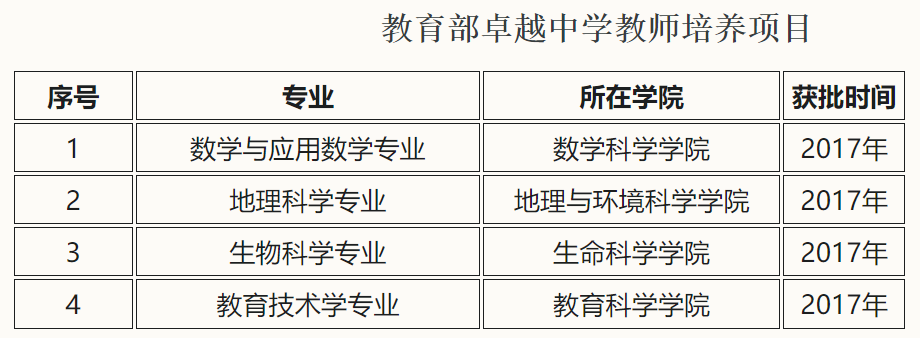 教育部卓越中学教师培养项目
序号 专业 所在学院 获批时间
1 数学与应用数学专业 数学科学学院 2017年
2 地理科学专业 地理与环境科学学院 2017年
3 生物科学专业 生命科学学院 2017年
4 教育技术学专业 教育科学学院 2017年